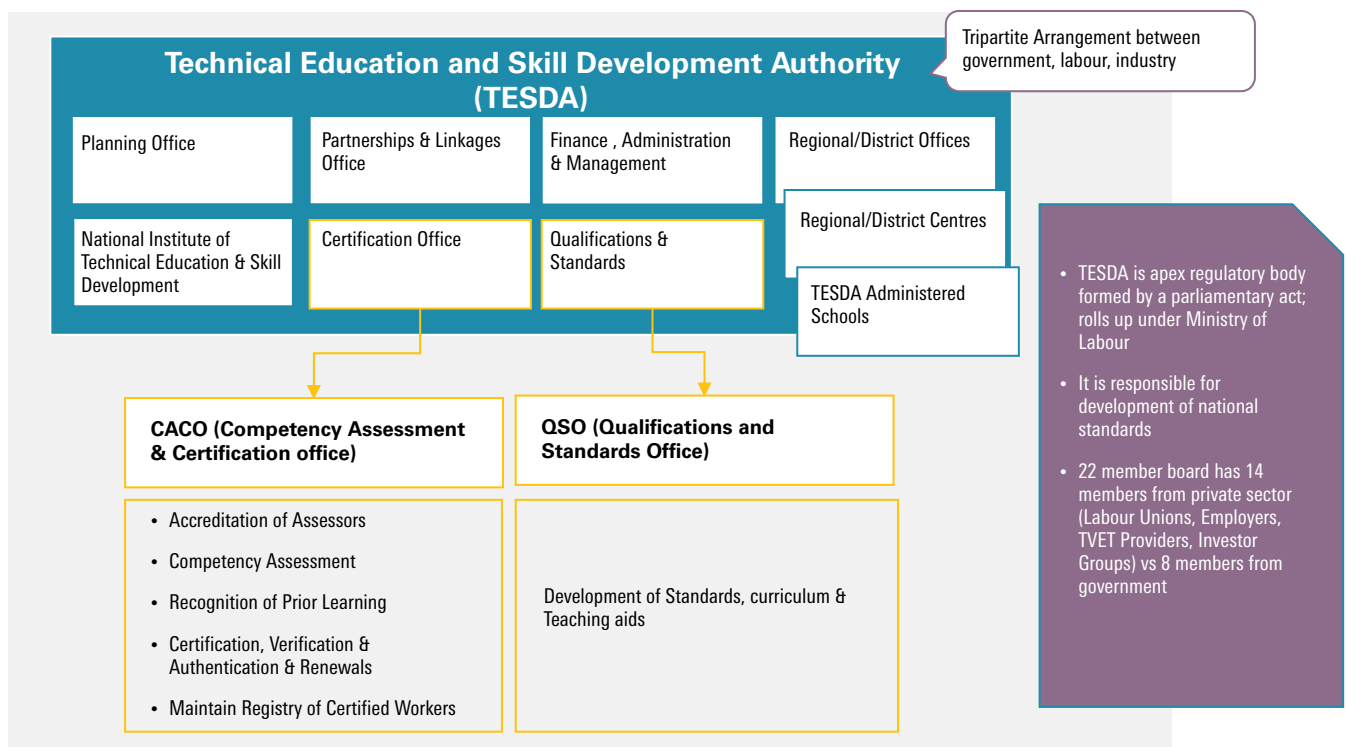 Technical Education and Skill Development Authority
(TESDA)
Tripartite Arrangement between
government, labour, industry
Planning Office
Partnerships & Linkages
Office
Finance , Administration
& Management
Regional/District Offices
National Institute of
Technical Education & Skill
Development
Certification Office
Qualifications &
Standards
Regional/District Centres
TESDA Administered
Schools
CACO (Competency Assessment
& Certification office)
QSO (Qualifications and
Standards Office)
• Accreditation of Assessors
• Competency Assessment
• Recognition of Prior Learning
• Certification, Verification &
Authentication & Renewals
• Maintain Registry of Certified Workers
Development of Standards, curriculum &
Teaching aids
• TESDA is apex regulatory body
formed by a parliamentary act;
rolls up under Ministry of
Labour
• It is responsible for
development of national
standards
• 22 member board has 14
members from private sector
(Labour Unions, Employers,
TVET Providers, Investor
Groups) vs 8 members from
government